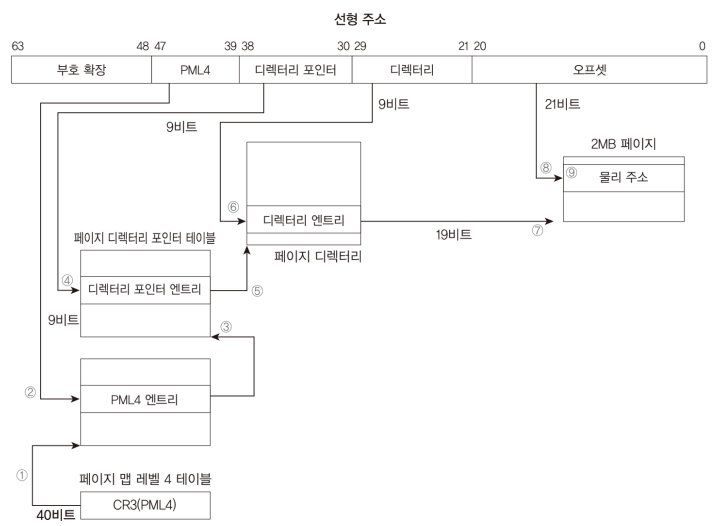 선형 주소
63 48 47 39 38 30 29 21 20 0
부호 확장 PML4 디렉터리 포인터 디렉터리 오프셋
9비트 9비트 21비트
2MB 페이지
⑧ ⑨ 물리 주소
⑥ 디렉터리 엔트리
19비트 ⑦
페이지 디렉터리 포인터 테이블
페이지 디렉터리
④ 디렉터리 포인터 엔트리 ⑤
9비트 ③
② PML4 엔트리
①
페이지 맵 레벨 4 테이블
CR3(PML4)
40비트